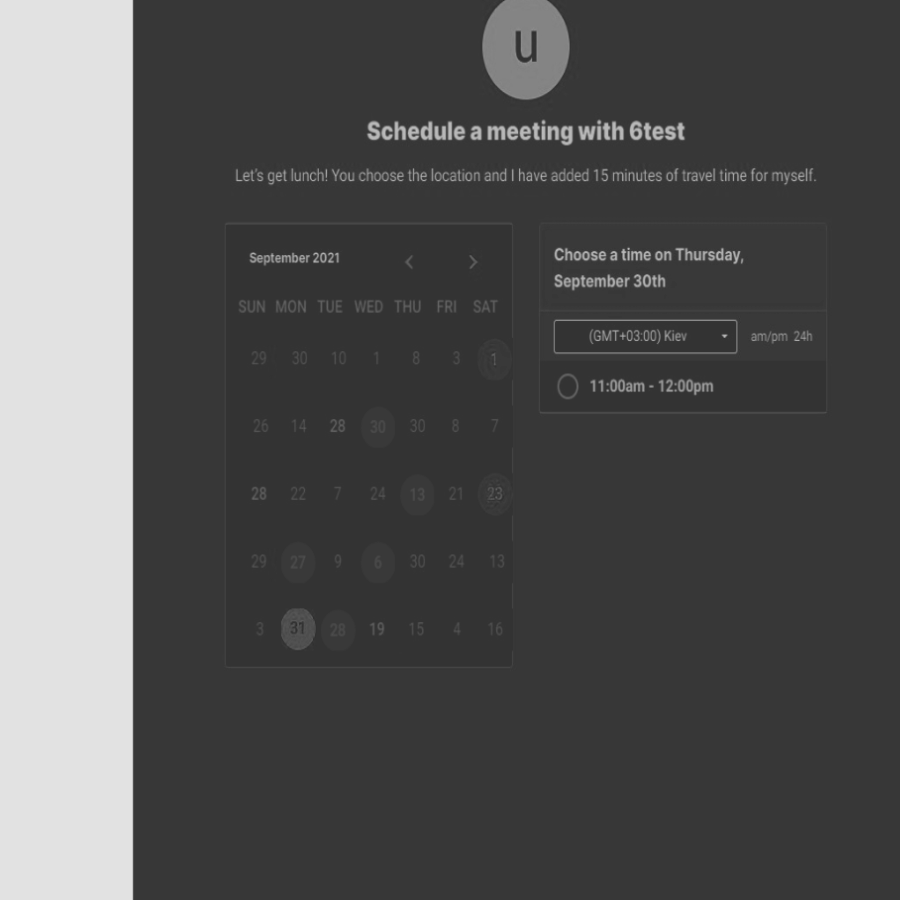 u
Schedule a meeting with 6test
Let's get lunch! You choose the location and I have added 15 minutes of travel time for myself.
September 2021
SUN MON TUE WED THU FRI SAT
29 30 10 1 8 3 1
26 14 28 30 30 8 7
28 22 7 24 13 21 23
29 27 9 6 30 24 13
3 31 28 19 15 4 16
Choose a time on Thursday,
September 30th
(GMT+03:00) Kiev am/pm 24h
11:00am - 12:00pm